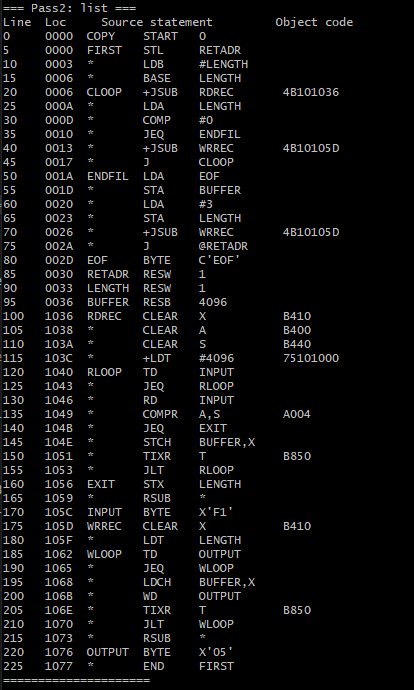 === Pass2: list ===
Line  Loc     Source statement         Object code
0     0000  COPY    START   0
5     0000  FIRST   STL     RETADR
10    0003  *       LDB     #LENGTH
15    0006  *       BASE    LENGTH
20    0006  CLOOP   +JSUB   RDREC       4B101036
25    000A  *       LDA     LENGTH
30    000D  *       COMP    #0
35    0010  *       JEQ     ENDFIL
40    0013  *       +JSUB   WRREC       4B10105D
45    0017  *       J       CLOOP
50    001A  ENDFIL  LDA     EOF
55    001D  *       STA     BUFFER
60    0020  *       LDA     #3
65    0023  *       STA     LENGTH
70    0026  *       +JSUB   WRREC       4B10105D
75    002A  *       J       @RETADR
80    002D  EOF     BYTE    C'EOF'
85    0030  RETADR  RESW    1
90    0033  LENGTH  RESW    1
95    0036  BUFFER  RESB    4096
100   1036  RDREC   CLEAR   X           B410
105   1038  *       CLEAR   A           B400
110   103A  *       CLEAR   S           B440
115   103C  *       +LDT    #4096       75101000
120   1040  RLOOP   TD      INPUT
125   1043  *       JEQ     RLOOP
130   1046  *       RD      INPUT
135   1049  *       COMPR   A,S         A004
140   104B  *       JEQ     EXIT
145   104E  *       STCH    BUFFER,X
150   1051  *       TIXR    T           B850
155   1053  *       JLT     RLOOP
160   1056  EXIT    STX     LENGTH
165   1059  *       RSUB    *
170   105C  INPUT   BYTE    X'F1'
175   105D  WRREC   CLEAR   X           B410
180   105F  *       LDT     LENGTH
185   1062  WLOOP   TD      OUTPUT
190   1065  *       JEQ     WLOOP
195   1068  *       LDCH    BUFFER,X
200   106B  *       WD      OUTPUT
205   106E  *       TIXR    T           B850
210   1070  *       JLT     WLOOP
215   1073  *       RSUB    *
220   1076  OUTPUT  BYTE    X'05'
225   1077  *       END     FIRST
=====================